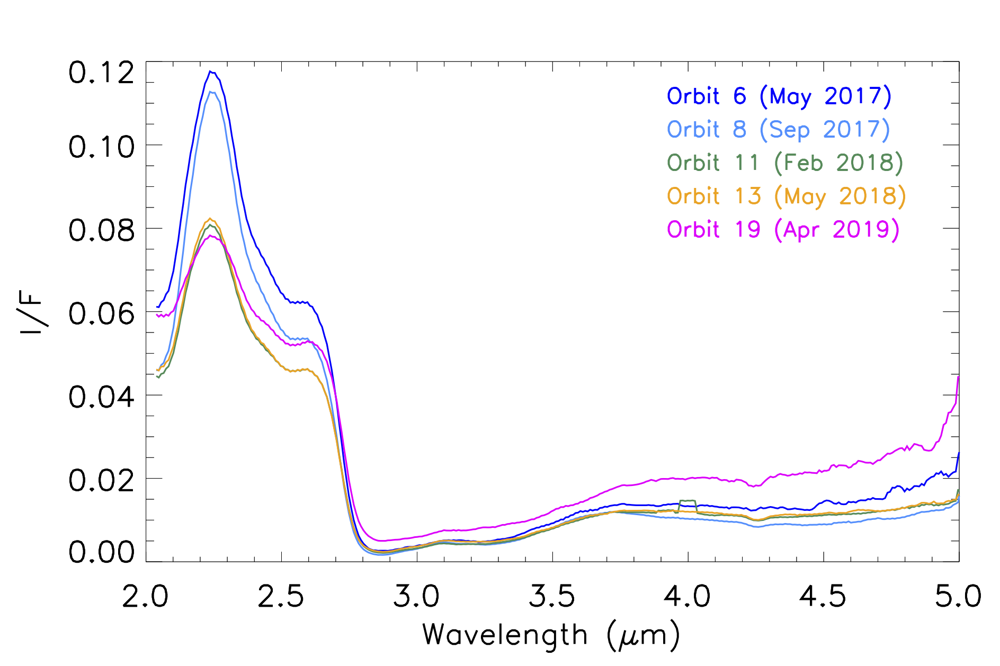 0.12
0.10
0.08
0.06
0.04
0.02
0.00
I/F
Orbit 6 (May 2017)
Orbit 8 (Sep 2017)
Orbit 11 (Feb 2018)
Orbit 13 (May 2018)
Orbit 19 (Apr 2019)
2.0 2.5 3.0 3.5 4.0 4.5 5.0
Wavelength (μm)